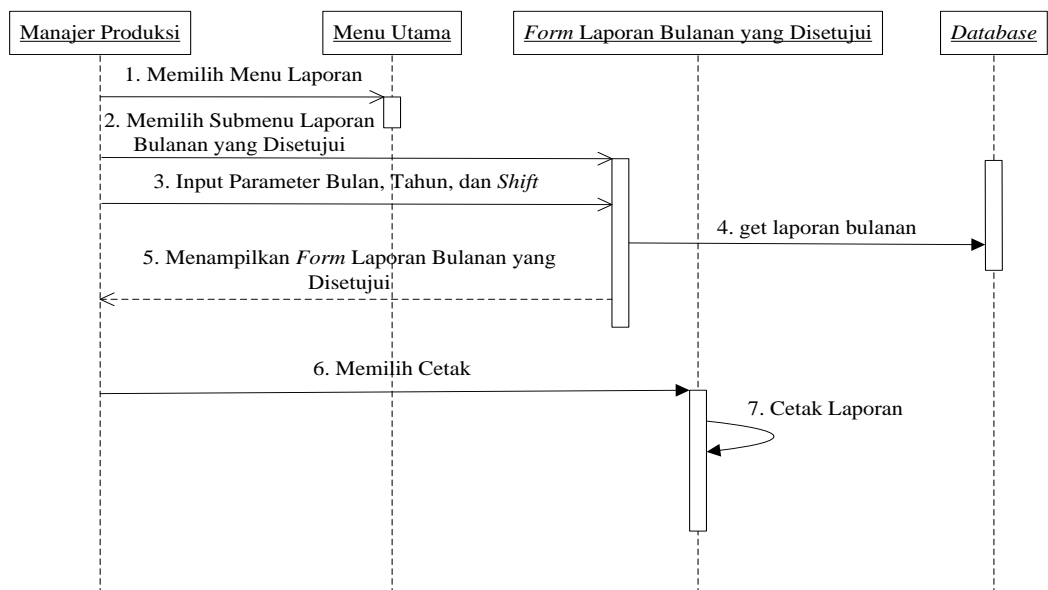 Manajer Produksi
Menu Utama
Form Laporan Bulanan yang Disetujui
Database
1. Memilih Menu Laporan
2. Memilih Submenu Laporan
Bulanan yang Disetujui
3. Input Parameter Bulan, Tahun, dan Shift
4. get laporan bulanan
5. Menampilkan Form Laporan Bulanan yang
Disetujui
6. Memilih Cetak
7. Cetak Laporan